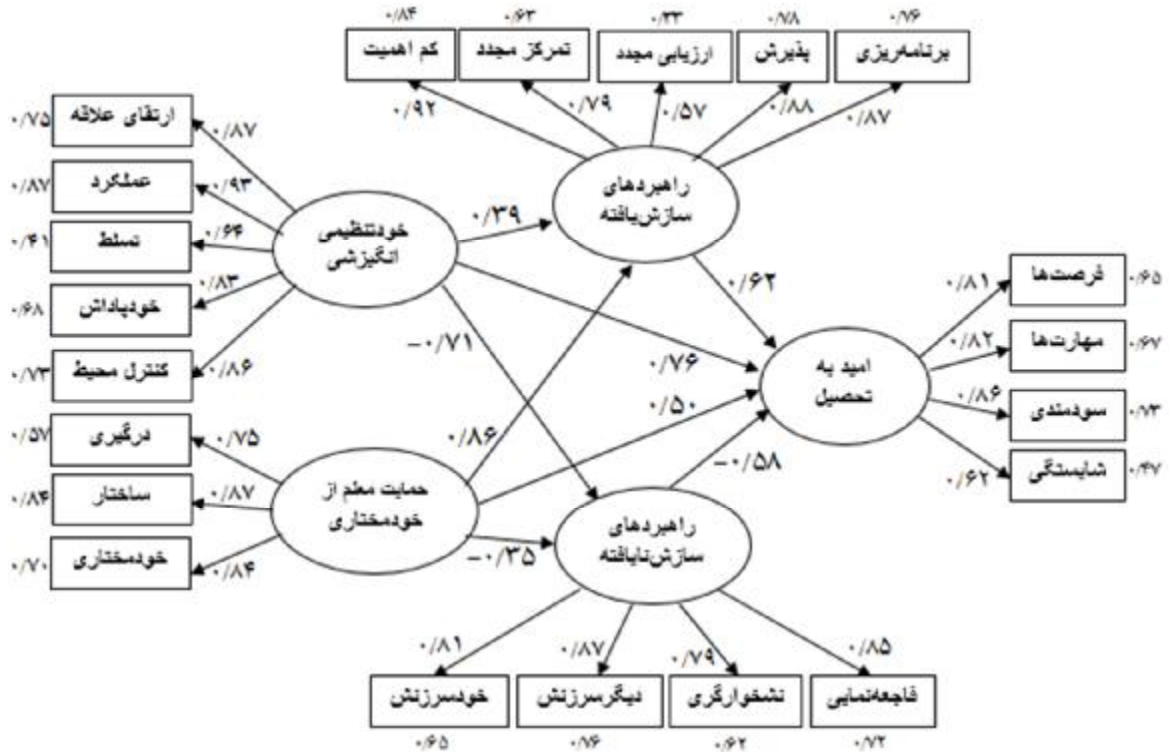 ۰/۸۴ ۰/۶۳ ۰/۳۳ ۰/۷۸ ۰/۷۶
کم اهمیت
تمرکز مجدد
ارزیابی مجدد
پذیرش
برنامه‌ریزی
۰/۹۲ ۰/۷۹ ۰/۵۷ ۰/۸۸ ۰/۸۷
راهبردهای
سازش‌یافته
۰/۷۵ ارتقای علاقه ۰/۸۷
۰/۸۷ عملکرد ۰/۹۳
۰/۴۱ تسلط ۰/۶۴
۰/۶۸ خودپاداش ۰/۸۳
۰/۷۳ کنترل محیط ۰/۸۶
خودتنظیمی
انگیزشی
۰/۳۹
۰/۶۲
−۰/۷۱
۰/۷۶
۰/۵۰
۰/۸۶
−۰/۵۸
−۰/۳۵
۰/۵۷ درگیری ۰/۷۵
۰/۸۴ ساختار ۰/۸۷
۰/۷۰ خودمختاری ۰/۸۴
حمایت معلم از
خودمختاری
امید به
تحصیل
۰/۸۱ فرصت‌ها ۰/۶۵
۰/۸۲ مهارت‌ها ۰/۶۷
۰/۸۶ سودمندی ۰/۷۳
۰/۶۲ شایستگی ۰/۴۷
راهبردهای
سازش‌نایافته
۰/۸۱ ۰/۸۷ ۰/۷۹ ۰/۸۵
خودسرزنش
دیگرسرزنش
نشخوارگری
فاجعه‌نمایی
۰/۶۵ ۰/۷۶ ۰/۶۲ ۰/۷۲